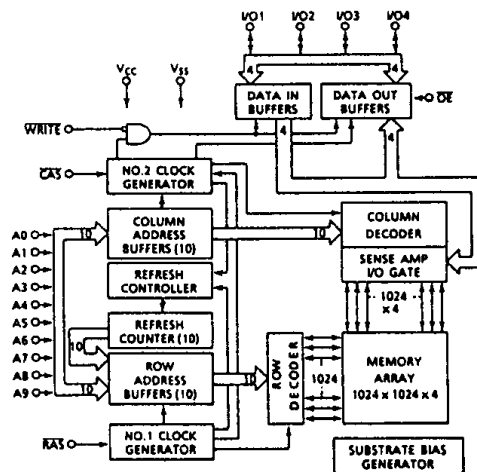 I/O1 I/O2 I/O3 I/O4
4
VCC VSS
DATA IN
BUFFERS
DATA OUT
BUFFERS
OE
WRITE
4
4
CAS
NO.2 CLOCK
GENERATOR
A0
A1
A2
A3
A4
A5
A6
A7
A8
A9
10
COLUMN
ADDRESS
BUFFERS (10)
10
COLUMN
DECODER
SENSE AMP
I/O GATE
REFRESH
CONTROLLER
1024
x 4
REFRESH
COUNTER (10)
10
10
ROW
ADDRESS
BUFFERS (10)
10
ROW
DECODER
1024
MEMORY
ARRAY
1024 x 1024 x 4
RAS
NO.1 CLOCK
GENERATOR
SUBSTRATE BIAS
GENERATOR